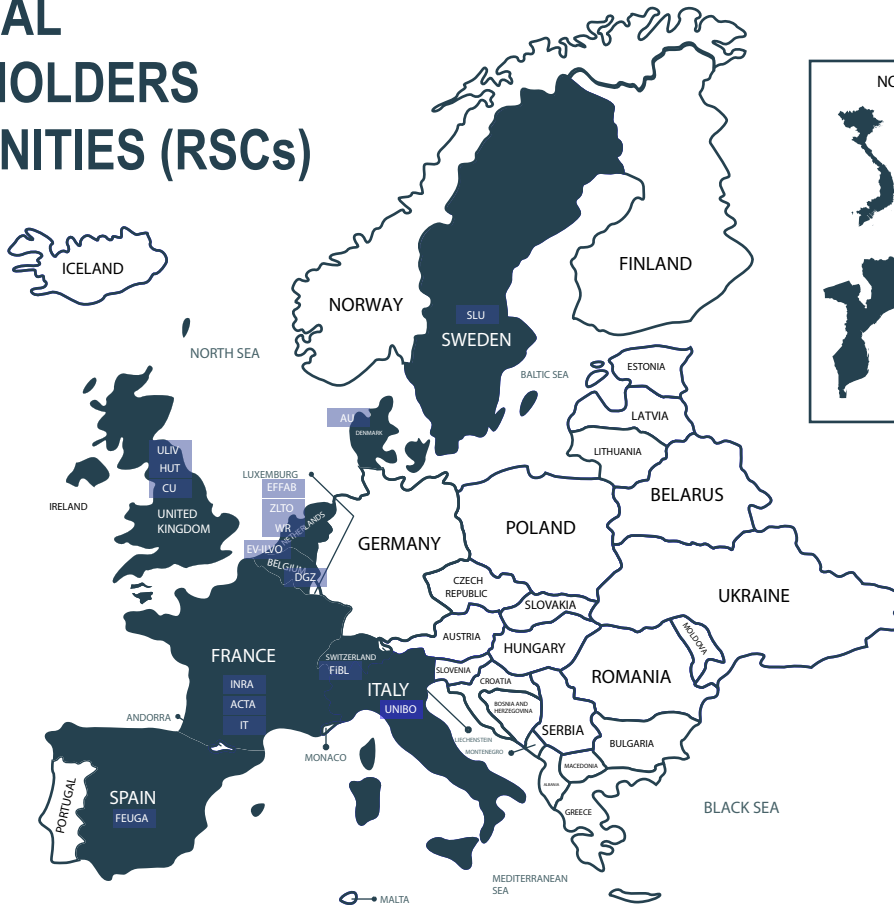 AL
HOLDERS
NITIES (RSCs)
NO
ICELAND
NORWAY
FINLAND
SLU
SWEDEN
NORTH SEA
BALTIC SEA
ESTONIA
LATVIA
LITHUANIA
AU
DENMARK
ULIV
HUT
CU
IRELAND
UNITED
KINGDOM
LUXEMBURG
EFFAB
ZLTO
WR
NETHERLANDS
EV-ILVO
BELGIUM
DGZ
GERMANY
POLAND
BELARUS
CZECH
REPUBLIC
SLOVAKIA
UKRAINE
AUSTRIA
HUNGARY
MOLDOVA
FRANCE
SWITZERLAND
FiBL
SLOVENIA
CROATIA
ROMANIA
INRA
ACTA
IT
ITALY
UNIBO
BOSNIA AND
HERZEGOVINA
SERBIA
BULGARIA
ANDORRA
MONACO
LIECHENSTEIN
MONTENEGRO
MACEDONIA
ALBANIA
GREECE
PORTUGAL
SPAIN
FEUGA
BLACK SEA
MEDITERRANEAN
SEA
MALTA